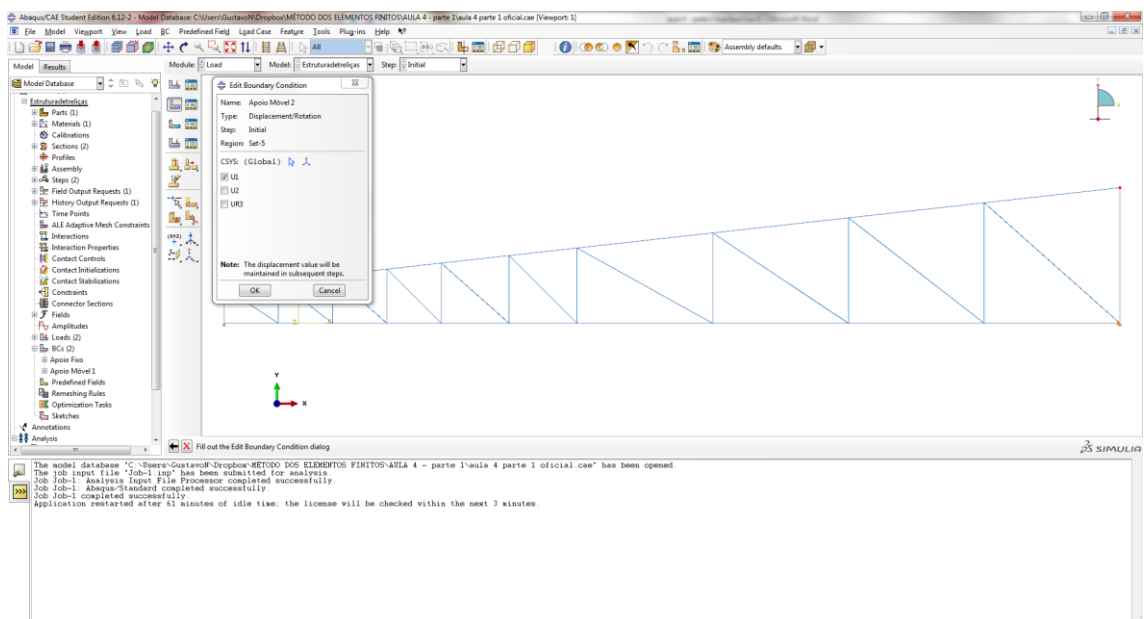 Abaqus/CAE Student Edition 6.12-2 - Model Database: C:\Users\GustavoN\Dropbox\MÉTODO DOS ELEMENTOS FINITOS\AULA 4 - parte 1\aula 4 parte 1 oficial.cae [Viewport: 1]
File Model Viewport View Load BC Predefined Field Load Case Feature Tools Plug-ins Help
All
Assembly defaults
Model Results
Module: Load Model: Estruturadetreliças Step: Initial
Model Database
Estruturadetreliças
Parts (1)
Materials (1)
Calibrations
Sections (2)
Profiles
Assembly
Steps (2)
Field Output Requests (1)
History Output Requests (1)
Time Points
ALE Adaptive Mesh Constraints
Interactions
Interaction Properties
Contact Controls
Contact Initializations
Contact Stabilizations
Constraints
Connector Sections
Fields
Amplitudes
Loads (2)
BCs (2)
Apoio Fixo
Apoio Móvel 1
Predefined Fields
Remeshing Rules
Optimization Tasks
Sketches
Annotations
Analysis
(XYZ)
Edit Boundary Condition
Name: Apoio Móvel 2
Type: Displacement/Rotation
Step: Initial
Region: Set-5
CSYS: (Global)
U1
U2
UR3
Note: The displacement value will be
maintained in subsequent steps.
OK Cancel
Y
X
Fill out the Edit Boundary Condition dialog
SIMULIA
The model database "C:\Users\GustavoN\Dropbox\MÉTODO DOS ELEMENTOS FINITOS\AULA 4 - parte 1\aula 4 parte 1 oficial.cae" has been opened.
The job input file "Job-1.inp" has been submitted for analysis.
Job Job-1: Analysis Input File Processor completed successfully.
Job Job-1: Abaqus/Standard completed successfully.
Job Job-1 completed successfully.
Application restarted after 61 minutes of idle time; the license will be checked within the next 3 minutes.
>>>